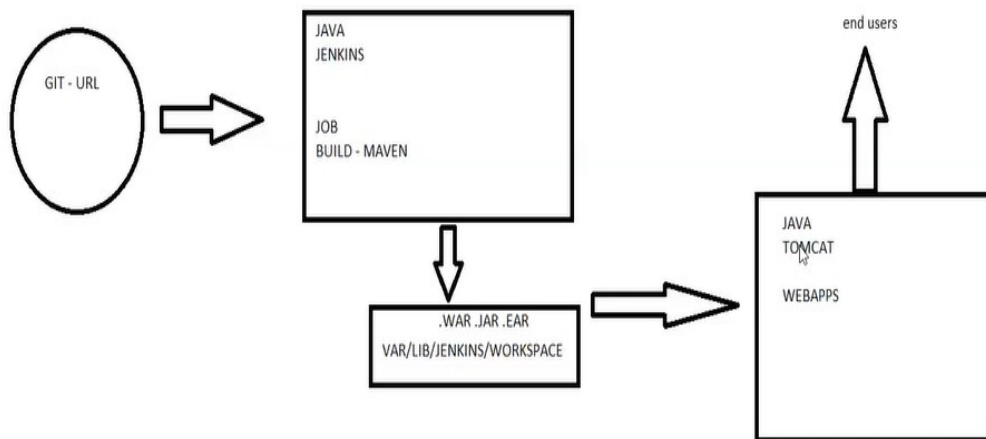 GIT - URL
JAVA
JENKINS
JOB
BUILD - MAVEN
.WAR .JAR .EAR
VAR/LIB/JENKINS/WORKSPACE
end users
JAVA
TOMCAT
WEBAPPS